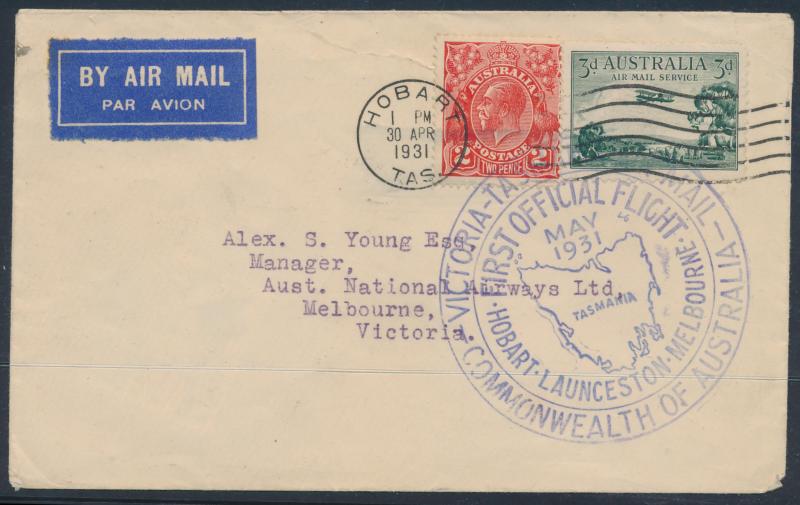 BY AIR MAIL
PAR AVION
HOBART
1 PM
30 APR
1931
TAS
AUSTRALIA
POSTAGE
2 2
TWO PENCE
3d AUSTRALIA 3d
AIR MAIL SERVICE
Alex. S. Young Esq,
Manager,
Aust. National Airways Ltd,
Melbourne,
Victoria.
VICTORIA-TAS MAIL-
COMMONWEALTH OF AUSTRALIA-
FIRST OFFICIAL FLIGHT
MAY
1931
TASMANIA
HOBART·LAUNCESTON·MELBOURNE·